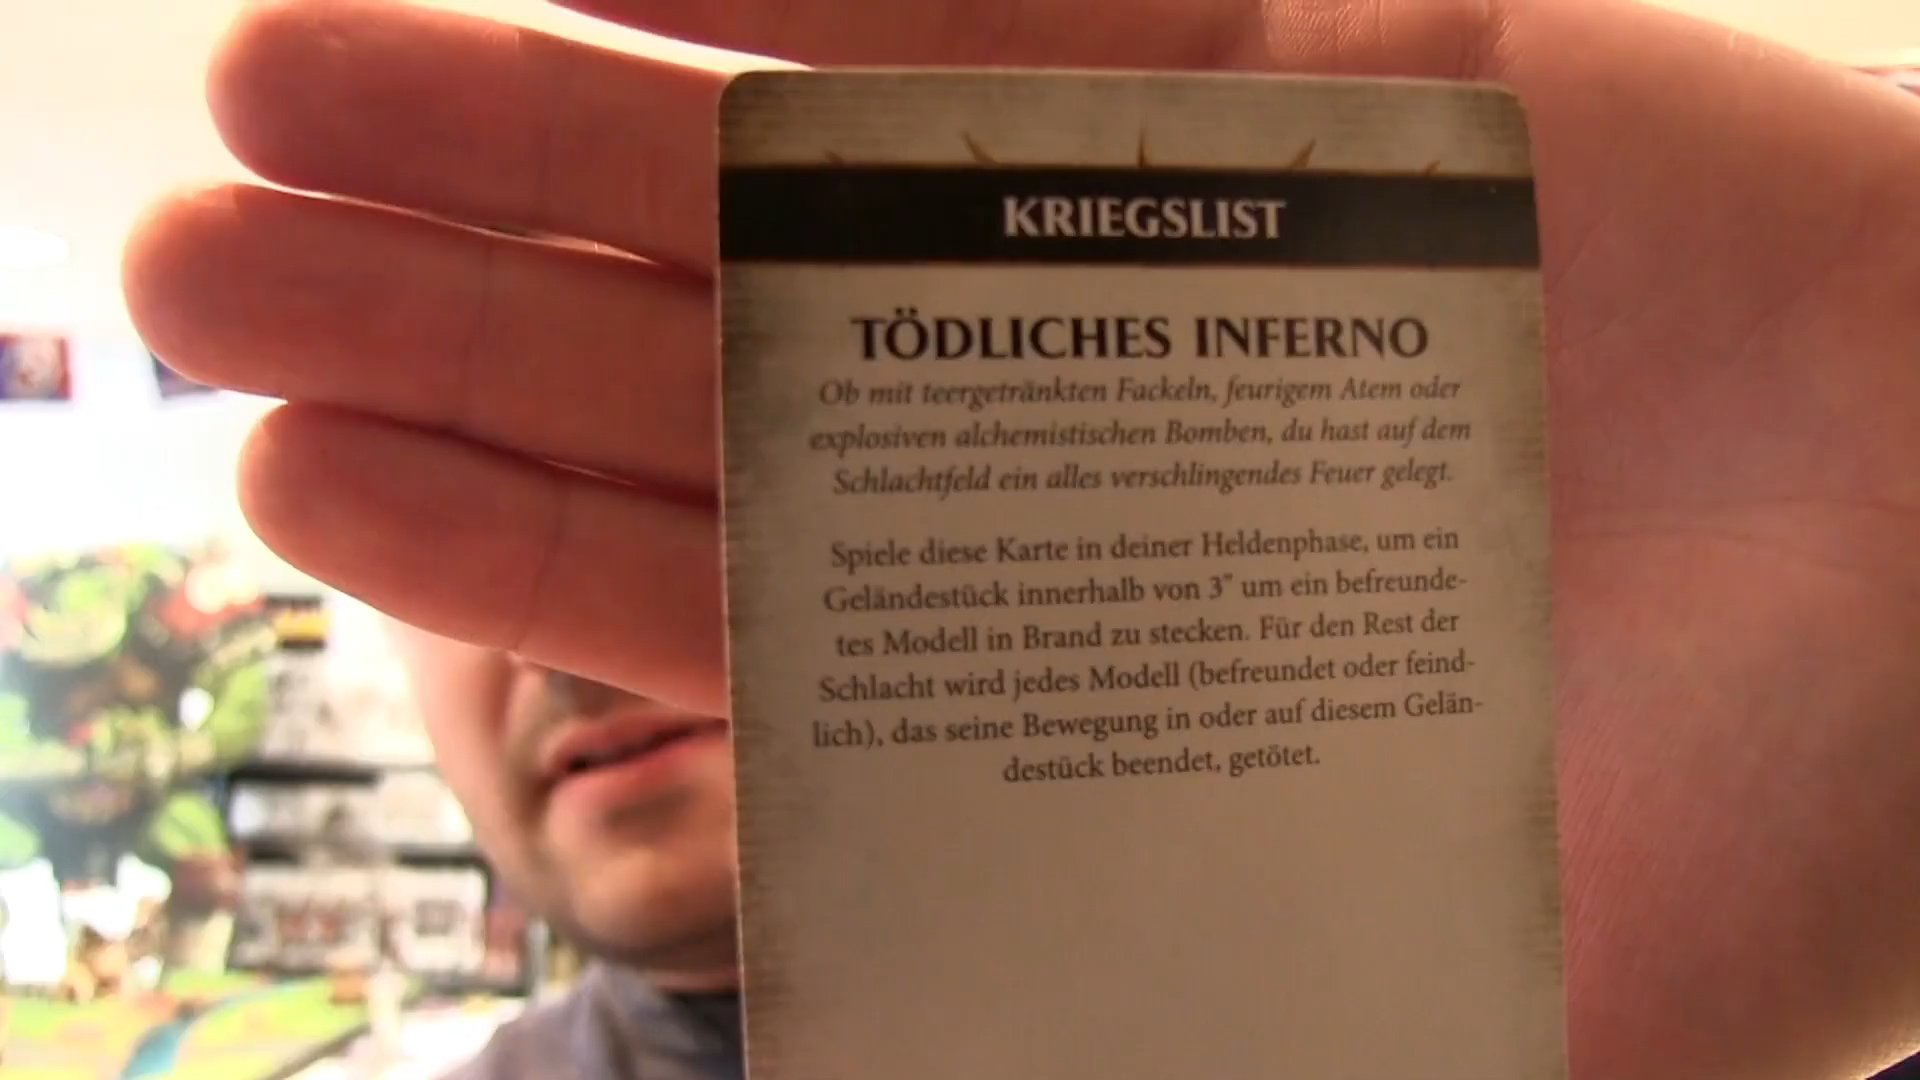 KRIEGSLIST
TÖDLICHES INFERNO
Ob mit teergetränkten Fackeln, feurigem Atem oder
explosiven alchemistischen Bomben, du hast auf dem
Schlachtfeld ein alles verschlingendes Feuer gelegt.
Spiele diese Karte in deiner Heldenphase, um ein
Geländestück innerhalb von 3" um ein befreunde-
tes Modell in Brand zu stecken. Für den Rest der
Schlacht wird jedes Modell (befreundet oder feind-
lich), das seine Bewegung in oder auf diesem Gelän-
destück beendet, getötet.